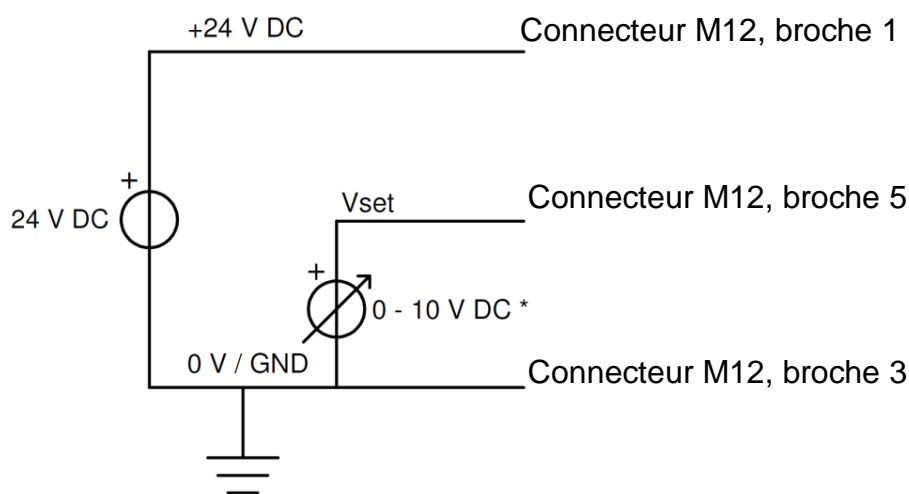 +24 V DC
Connecteur M12, broche 1
+
24 V DC
Vset
Connecteur M12, broche 5
+
0 - 10 V DC *
0 V / GND
Connecteur M12, broche 3